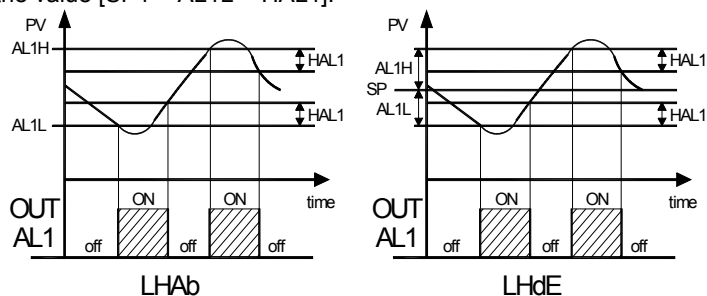 the value [SP1 + AL1L + HAL1].
PV
AL1H
HAL1
HAL1
AL1L
OUT
AL1
off
ON
off
ON
off
time
LHAb
PV
AL1H
HAL1
SP
AL1L
HAL1
OUT
AL1
off
ON
off
ON
off
time
LHdE